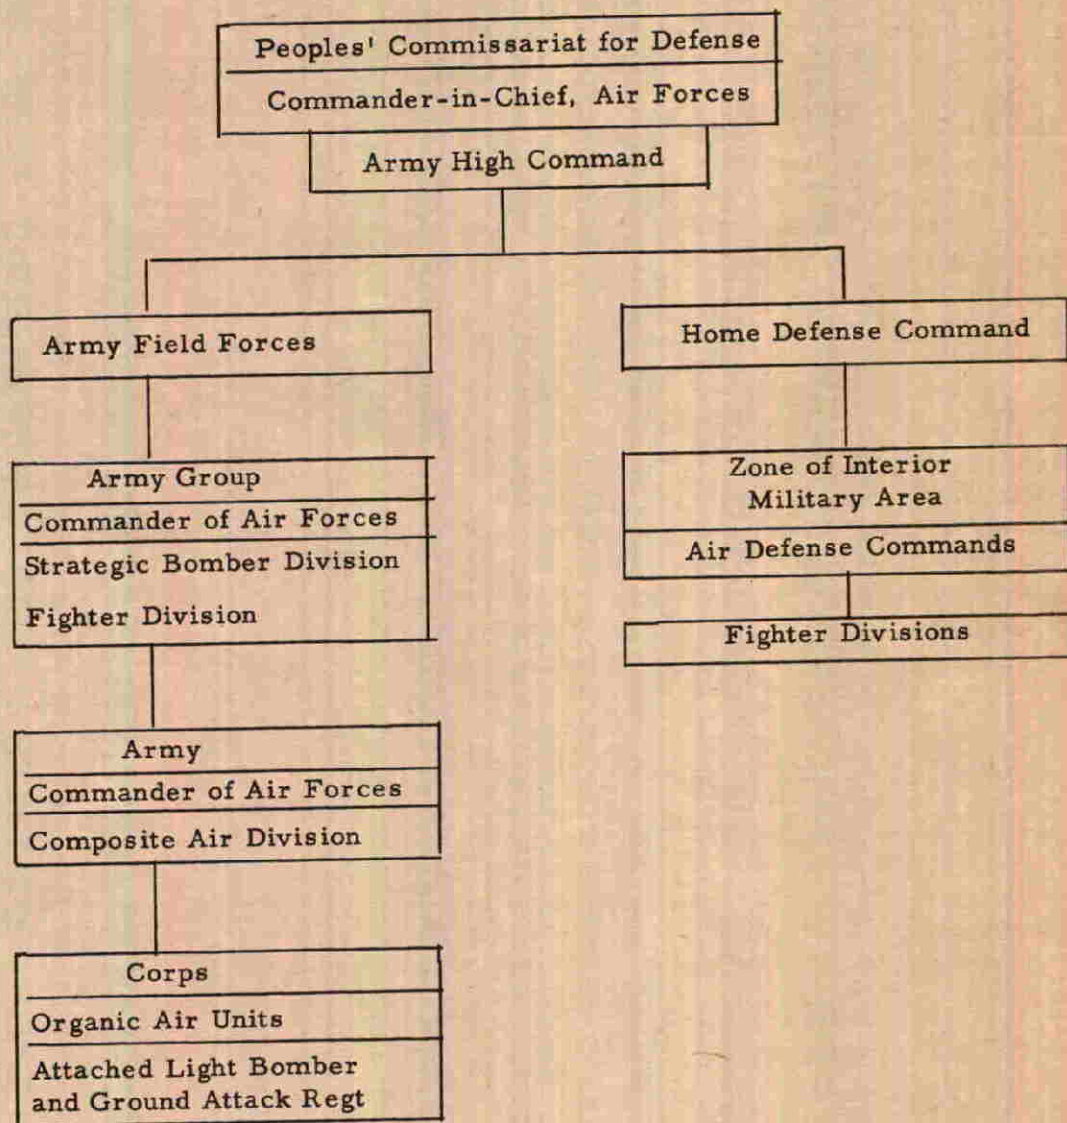 Peoples' Commissariat for Defense
Commander-in-Chief, Air Forces
Army High Command
Army Field Forces
Army Group
Commander of Air Forces
Strategic Bomber Division
Fighter Division
Army
Commander of Air Forces
Composite Air Division
Corps
Organic Air Units
Attached Light Bomber
and Ground Attack Regt
Home Defense Command
Zone of Interior
Military Area
Air Defense Commands
Fighter Divisions